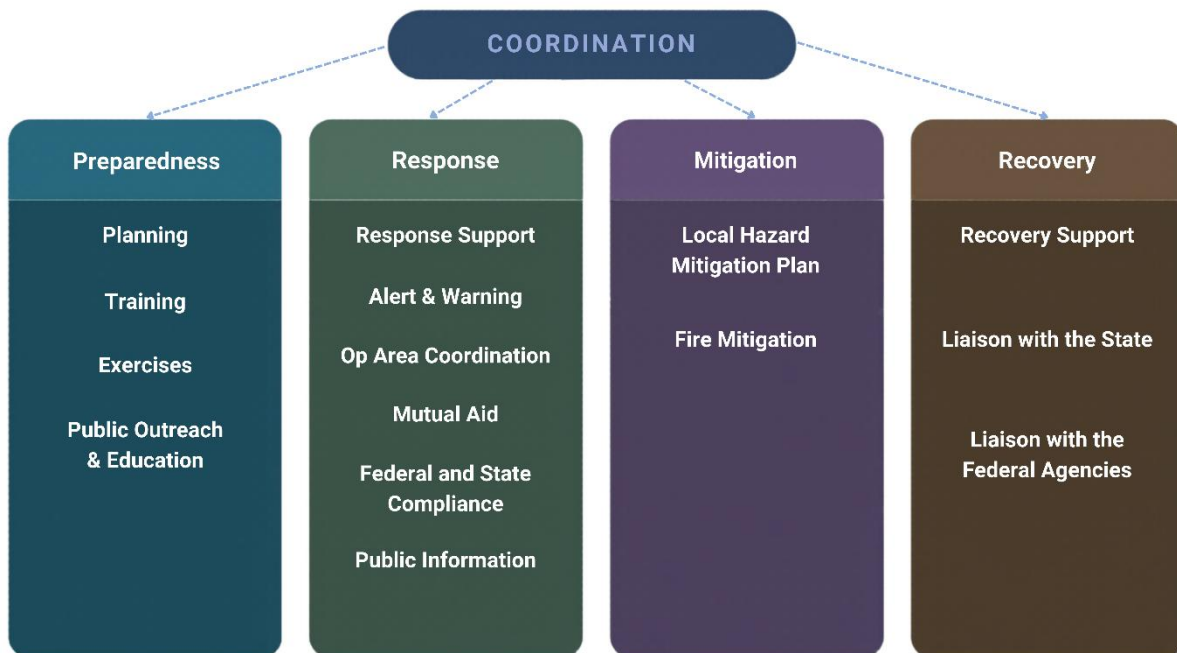 COORDINATION
Preparedness
Planning
Training
Exercises
Public Outreach
& Education
Response
Response Support
Alert & Warning
Op Area Coordination
Mutual Aid
Federal and State
Compliance
Public Information
Mitigation
Local Hazard
Mitigation Plan
Fire Mitigation
Recovery
Recovery Support
Liaison with the State
Liaison with the
Federal Agencies